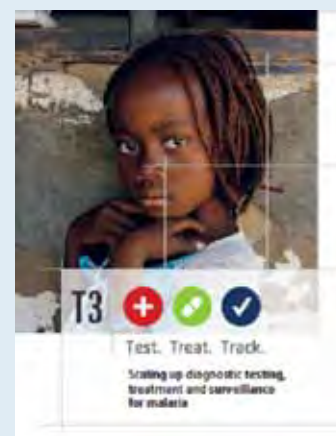 T3
Test. Treat. Track.
Scaling up diagnostic testing,
treatment and surveillance
for malaria